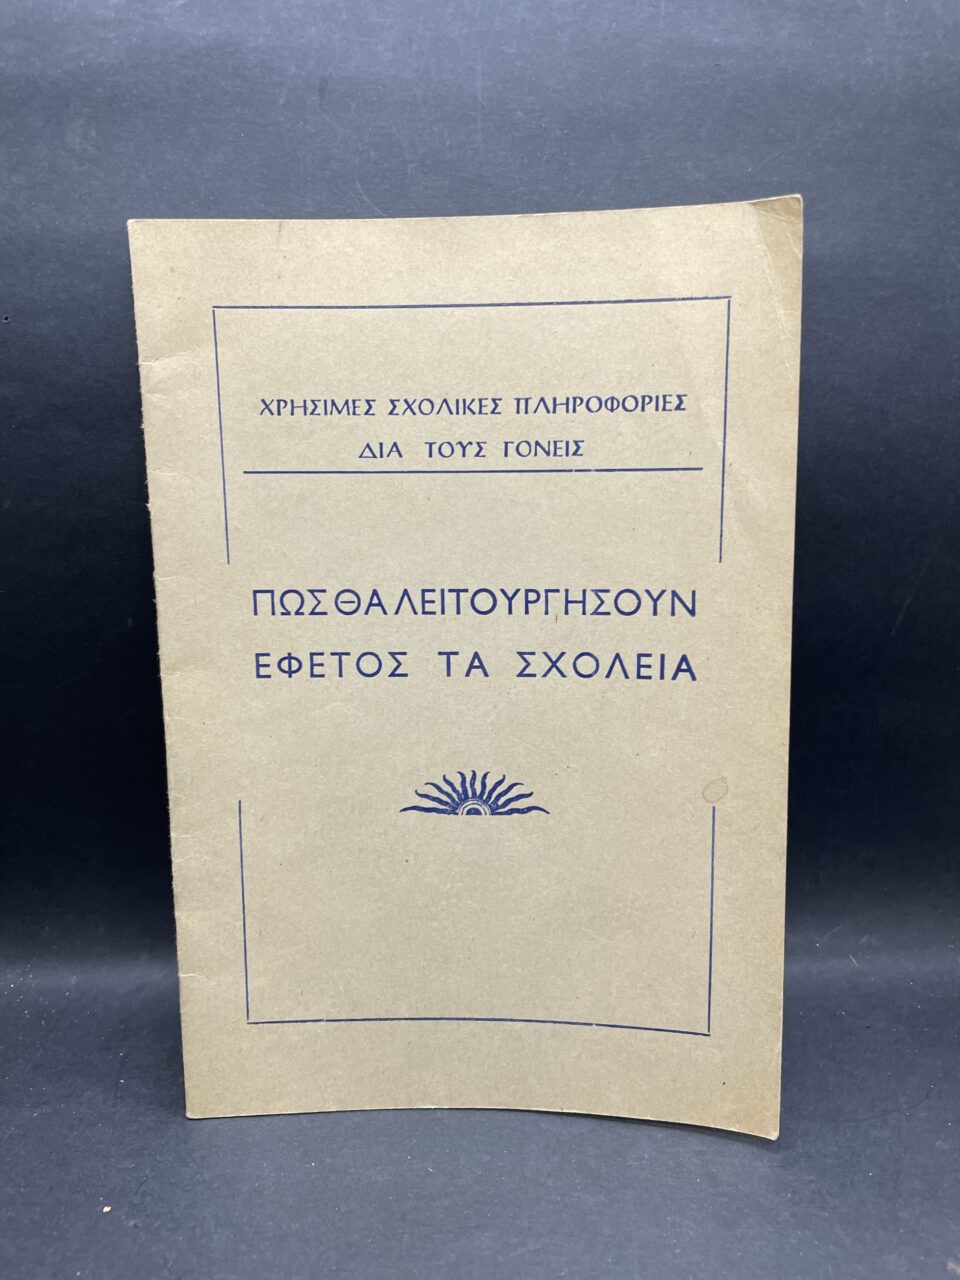 ΧΡΗΣΙΜΕΣ ΣΧΟΛΙΚΕΣ ΠΛΗΡΟΦΟΡΙΕΣ
ΔΙΑ ΤΟΥΣ ΓΟΝΕΙΣ
ΠΩΣ ΘΑ ΛΕΙΤΟΥΡΓΗΣΟΥΝ
ΕΦΕΤΟΣ ΤΑ ΣΧΟΛΕΙΑ